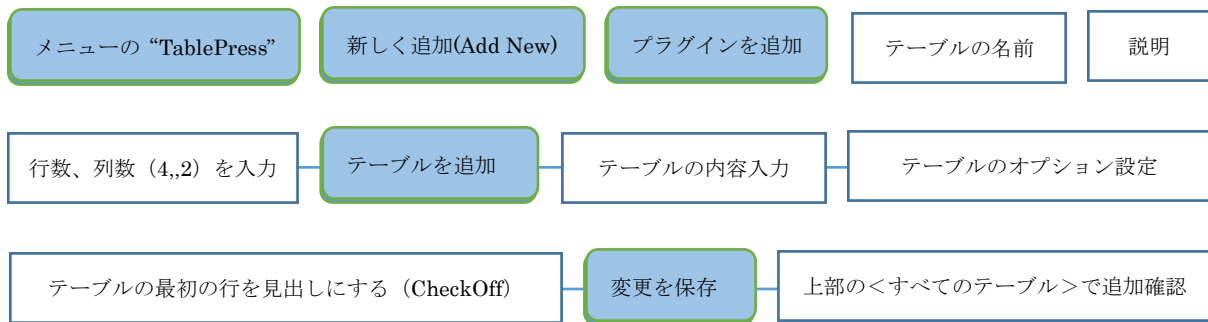 メニューの “TablePress” 新しく追加(Add New) プラグインを追加 テーブルの名前 説明
行数、列数（4,,2）を入力 テーブルを追加 テーブルの内容入力 テーブルのオプション設定
テーブルの最初の行を見出しにする（CheckOff） 変更を保存 上部の＜すべてのテーブル＞で追加確認